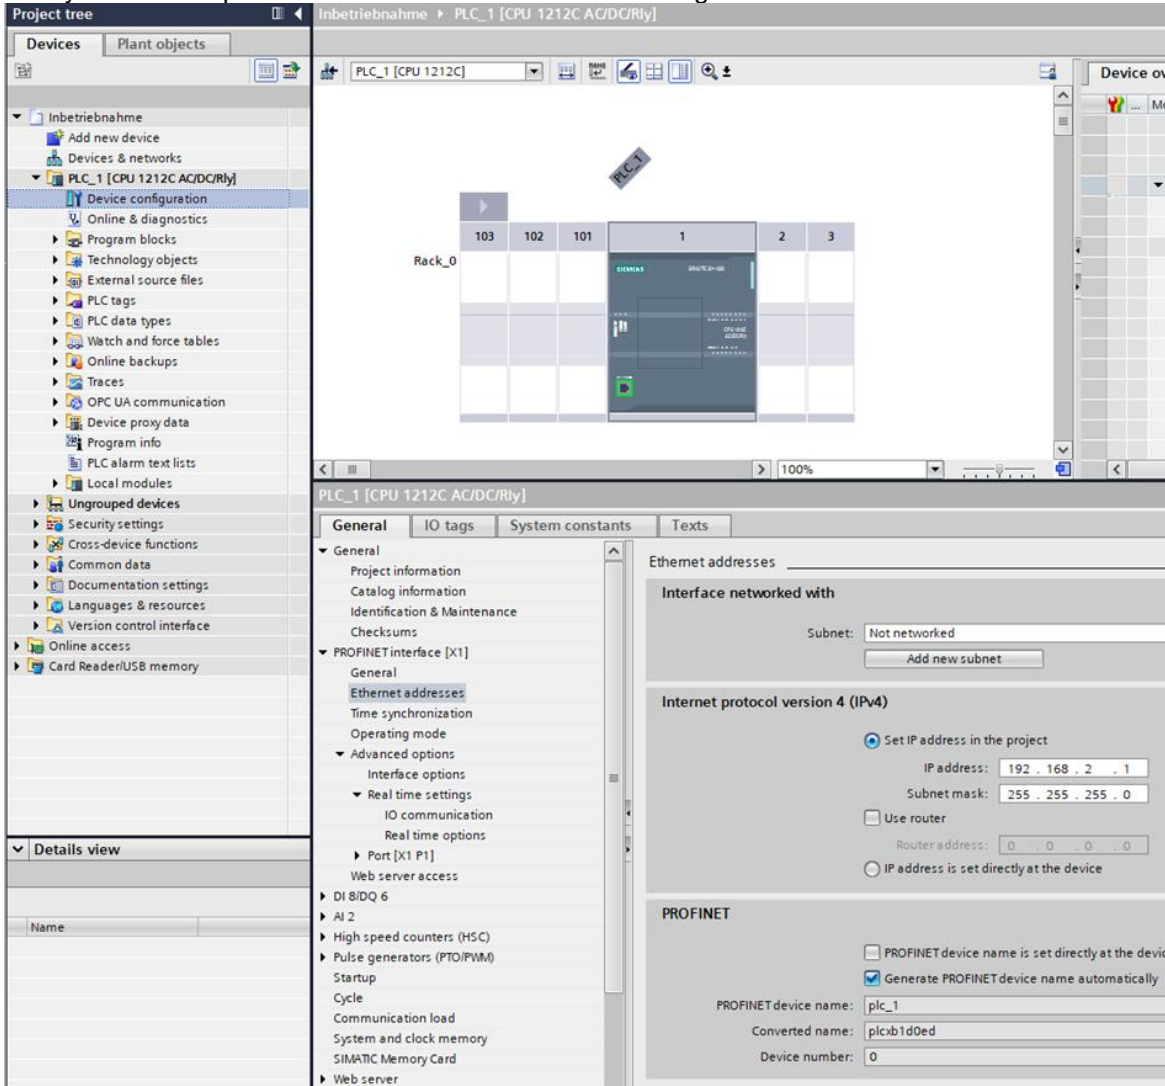 Project tree
Devices
Plant objects
Inbetriebnahme
Add new device
Devices & networks
PLC_1 [CPU 1212C AC/DC/Rly]
Device configuration
Online & diagnostics
Program blocks
Technology objects
External source files
PLC tags
PLC data types
Watch and force tables
Online backups
Traces
OPC UA communication
Device proxy data
Program info
PLC alarm text lists
Local modules
Ungrouped devices
Security settings
Cross-device functions
Common data
Documentation settings
Languages & resources
Version control interface
Online access
Card Reader/USB memory
Details view
Name
Inbetriebnahme ▸ PLC_1 [CPU 1212C AC/DC/Rly]
PLC_1 [CPU 1212C]
Device ov
... Mo
PLC_1
103 102 101 1 2 3
Rack_0
SIEMENS
100%
PLC_1 [CPU 1212C AC/DC/Rly]
General IO tags System constants Texts
General
Project information
Catalog information
Identification & Maintenance
Checksums
PROFINET interface [X1]
General
Ethernet addresses
Time synchronization
Operating mode
Advanced options
Interface options
Real time settings
IO communication
Real time options
Port [X1 P1]
Web server access
DI 8/DQ 6
AI 2
High speed counters (HSC)
Pulse generators (PTO/PWM)
Startup
Cycle
Communication load
System and clock memory
SIMATIC Memory Card
Web server
Ethernet addresses
Interface networked with
Subnet: Not networked
Add new subnet
Internet protocol version 4 (IPv4)
Set IP address in the project
IP address: 192 . 168 . 2 . 1
Subnet mask: 255 . 255 . 255 . 0
Use router
Router address: 0 . 0 . 0 . 0
IP address is set directly at the device
PROFINET
PROFINET device name is set directly at the devic
Generate PROFINET device name automatically
PROFINET device name: plc_1
Converted name: plcxb1d0ed
Device number: 0